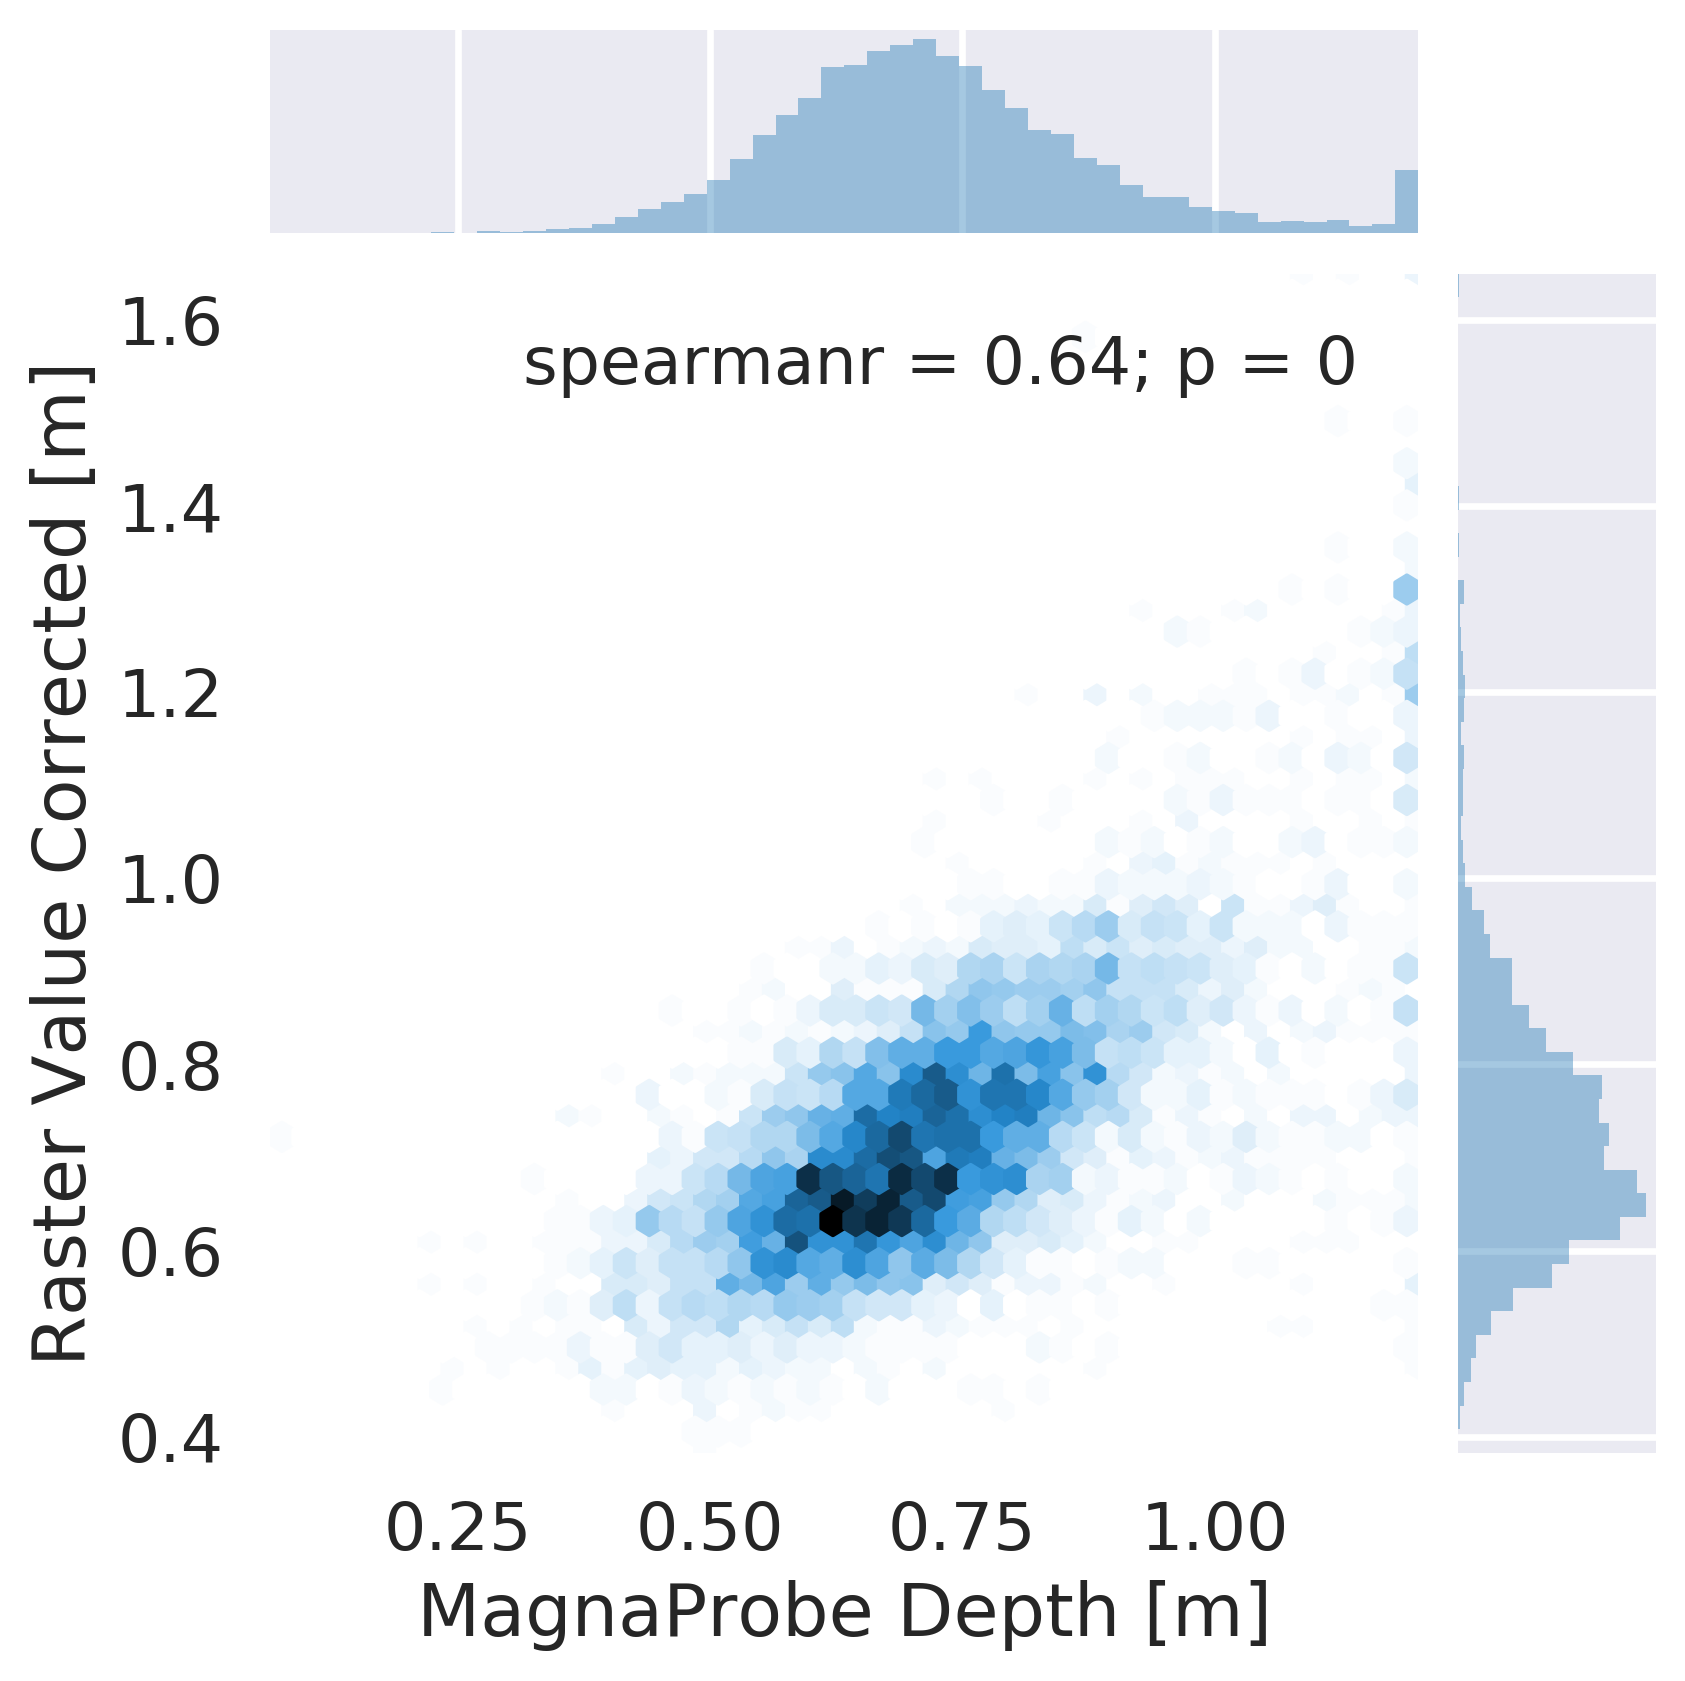 1.6
spearmanr = 0.64; p = 0
1.4
1.2
1.0
0.8
0.6
0.4
Raster Value Corrected [m]
0.25 0.50 0.75 1.00
MagnaProbe Depth [m]